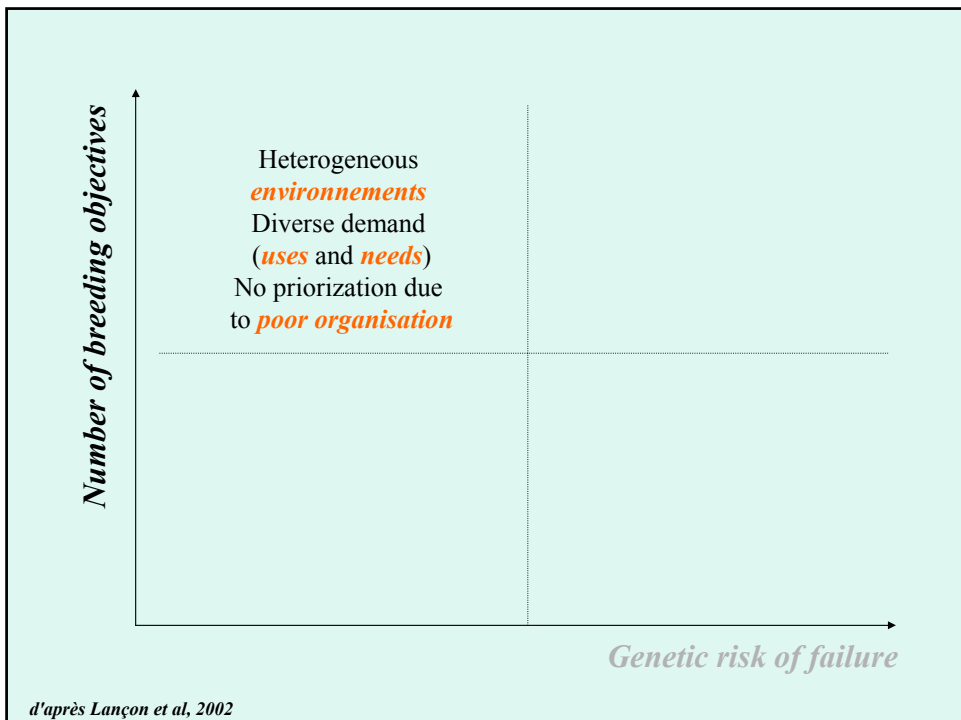 Number of breeding objectives
Heterogeneous
environnements
Diverse demand
(uses and needs)
No priorization due
to poor organisation
Genetic risk of failure
d'après Lançon et al, 2002